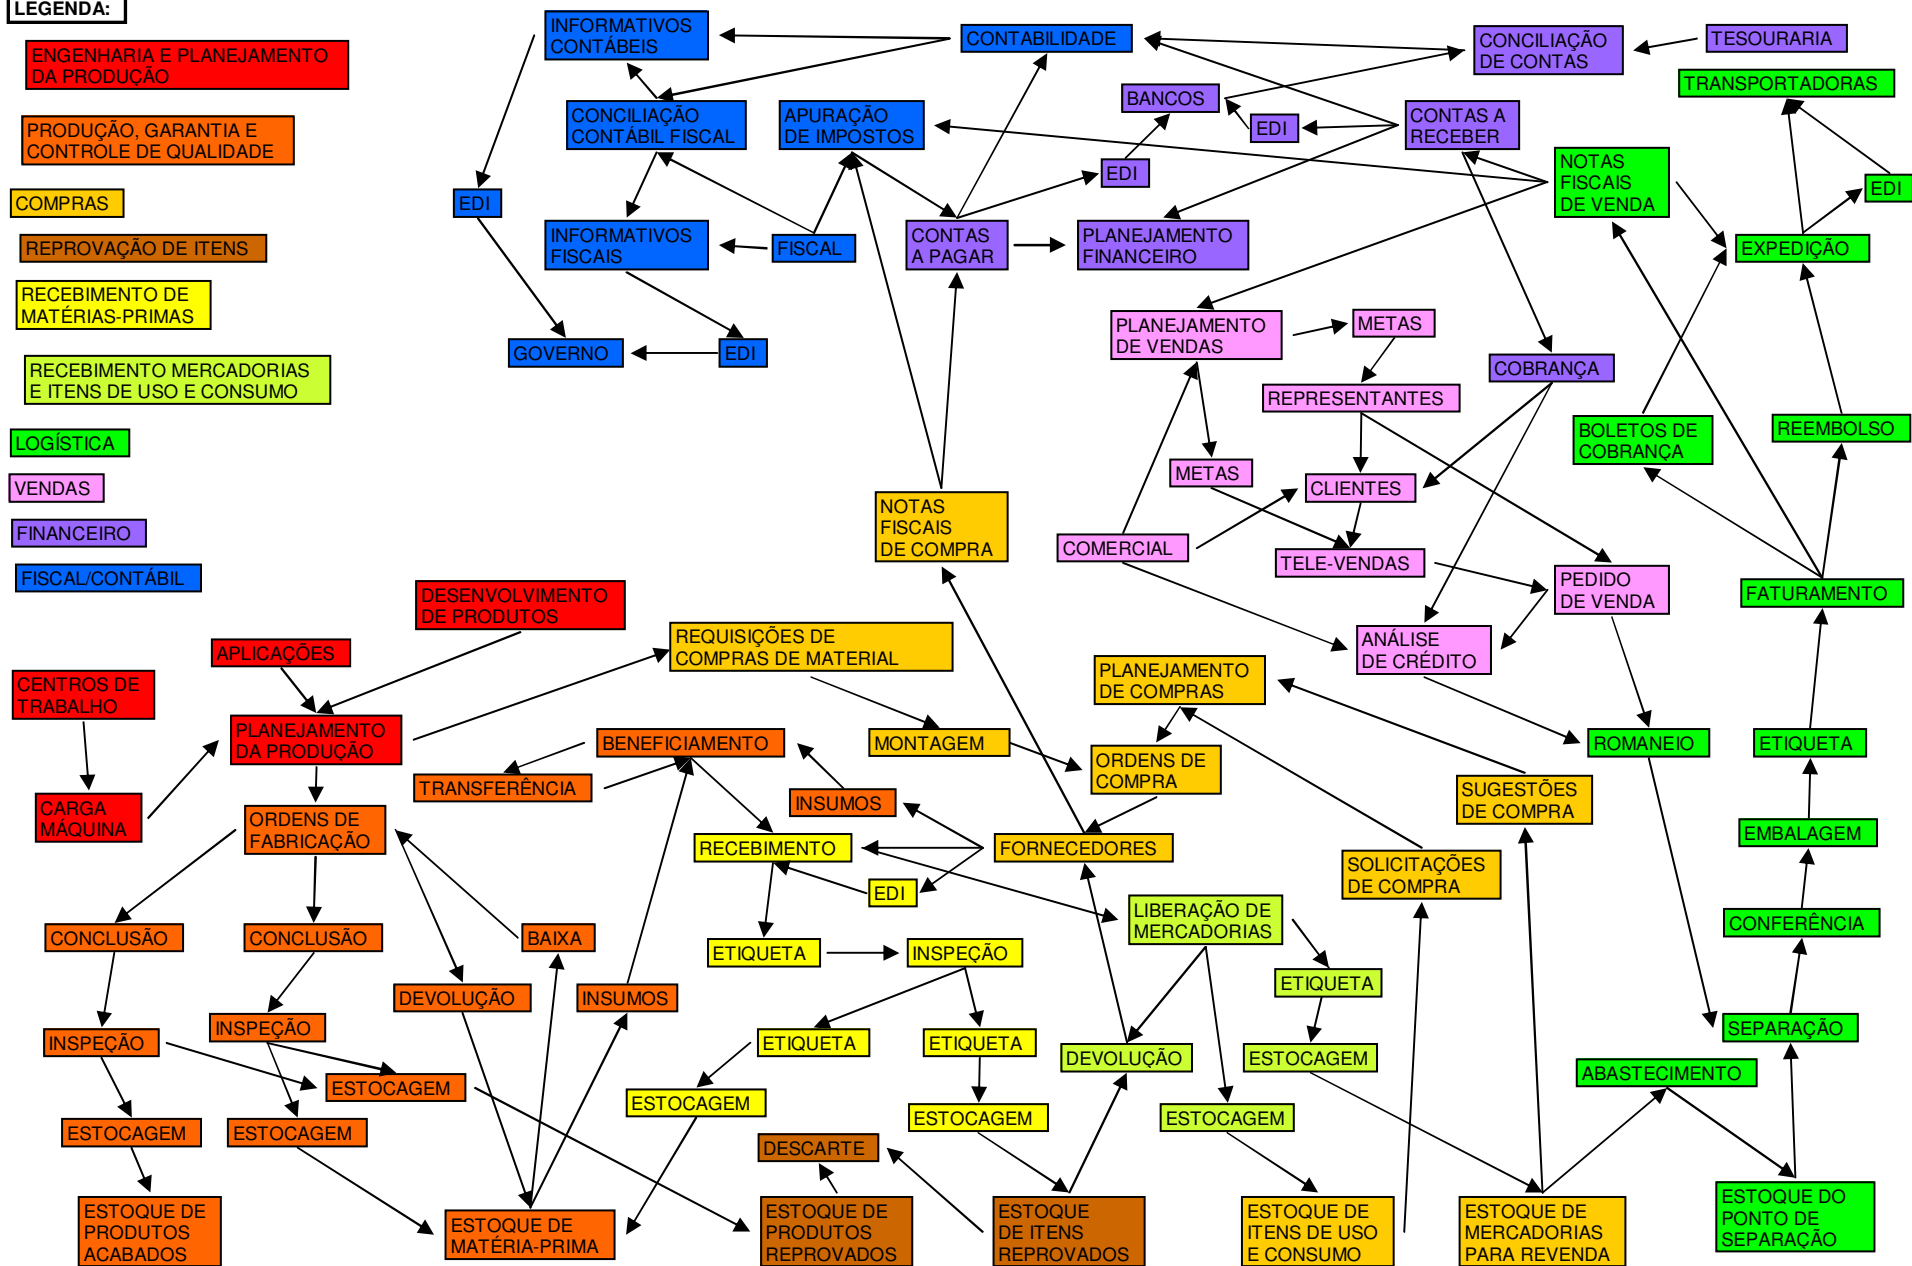 LEGENDA:
ENGENHARIA E PLANEJAMENTO
DA PRODUÇÃO
PRODUÇÃO, GARANTIA E
CONTROLE DE QUALIDADE
COMPRAS
REPROVAÇÃO DE ITENS
RECEBIMENTO DE
MATÉRIAS-PRIMAS
RECEBIMENTO MERCADORIAS
E ITENS DE USO E CONSUMO
LOGÍSTICA
VENDAS
FINANCEIRO
FISCAL/CONTÁBIL
INFORMATIVOS
CONTÁBEIS
CONTABILIDADE
CONCILIAÇÃO
DE CONTAS
TESOURARIA
TRANSPORTADORAS
CONCILIAÇÃO
CONTÁBIL FISCAL
APURAÇÃO
DE IMPOSTOS
BANCOS
EDI
CONTAS A
RECEBER
EDI
NOTAS
FISCAIS
DE VENDA
EDI
EDI
INFORMATIVOS
FISCAIS
FISCAL
CONTAS
A PAGAR
PLANEJAMENTO
FINANCEIRO
EXPEDIÇÃO
GOVERNO
EDI
PLANEJAMENTO
DE VENDAS
METAS
COBRANÇA
REPRESENTANTES
BOLETOS DE
COBRANÇA
REEMBOLSO
METAS
CLIENTES
NOTAS
FISCAIS
DE COMPRA
COMERCIAL
TELE-VENDAS
PEDIDO
DE VENDA
FATURAMENTO
DESENVOLVIMENTO
DE PRODUTOS
REQUISIÇÕES DE
COMPRAS DE MATERIAL
ANÁLISE
DE CRÉDITO
APLICAÇÕES
CENTROS DE
TRABALHO
PLANEJAMENTO
DE COMPRAS
PLANEJAMENTO
DA PRODUÇÃO
BENEFICIAMENTO
MONTAGEM
ORDENS DE
COMPRA
ROMANEIO
ETIQUETA
TRANSFERÊNCIA
INSUMOS
SUGESTÕES
DE COMPRA
CARGA
MÁQUINA
ORDENS DE
FABRICAÇÃO
RECEBIMENTO
FORNECEDORES
EMBALAGEM
SOLICITAÇÕES
DE COMPRA
EDI
LIBERAÇÃO DE
MERCADORIAS
CONFERÊNCIA
CONCLUSÃO
CONCLUSÃO
BAIXA
ETIQUETA
INSPEÇÃO
ETIQUETA
DEVOLUÇÃO
INSUMOS
INSPEÇÃO
INSPEÇÃO
ETIQUETA
ETIQUETA
DEVOLUÇÃO
ESTOCAGEM
SEPARAÇÃO
ABASTECIMENTO
ESTOCAGEM
ESTOCAGEM
ESTOCAGEM
ESTOCAGEM
ESTOCAGEM
ESTOCAGEM
DESCARTE
ESTOQUE DE
PRODUTOS
ACABADOS
ESTOQUE DE
MATÉRIA-PRIMA
ESTOQUE DE
PRODUTOS
REPROVADOS
ESTOQUE
DE ITENS
REPROVADOS
ESTOQUE DE
ITENS DE USO
E CONSUMO
ESTOQUE DE
MERCADORIAS
PARA REVENDA
ESTOQUE DO
PONTO DE
SEPARAÇÃO